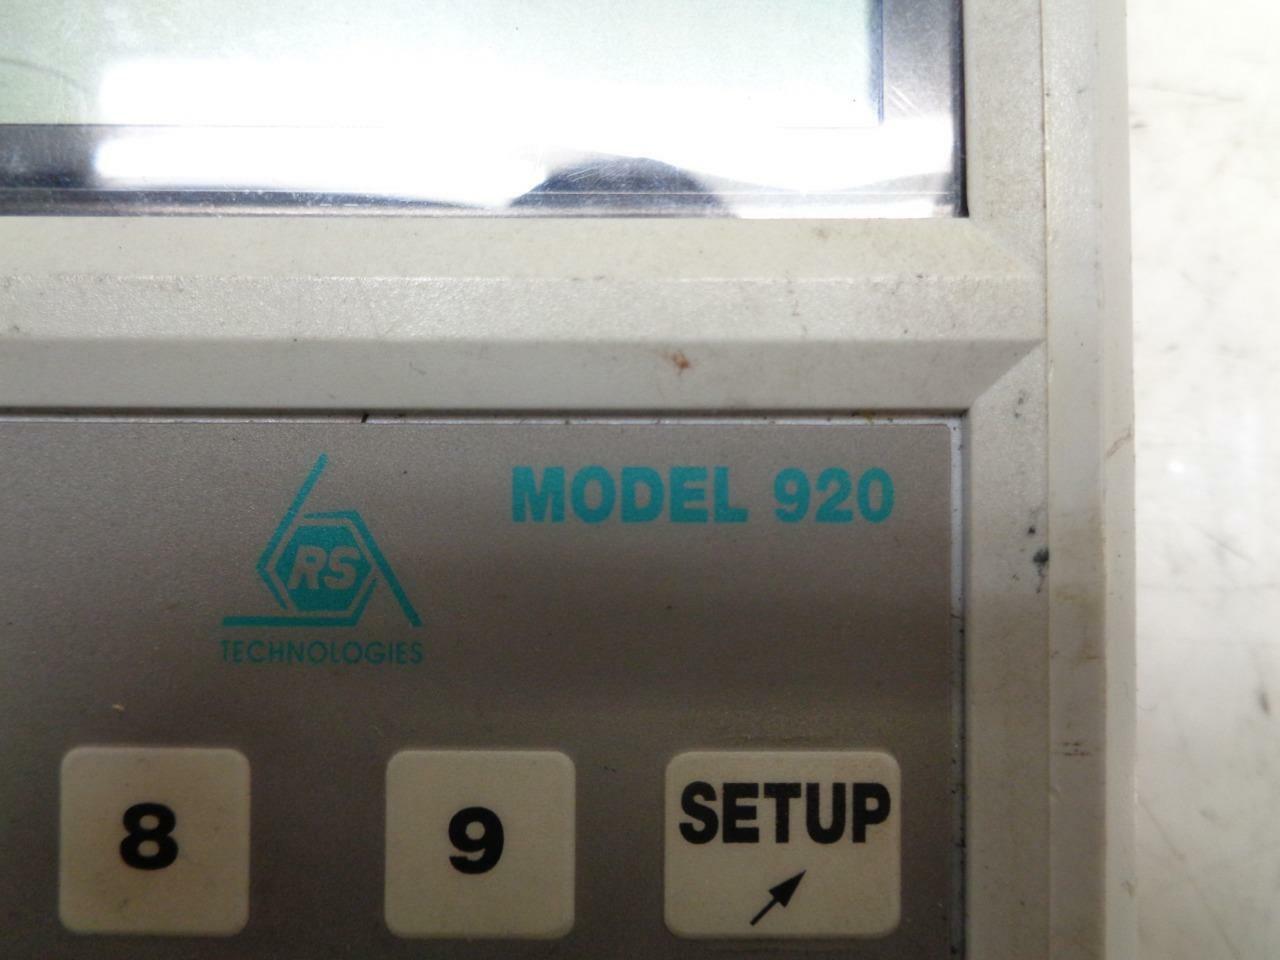 MODEL 920
RS
TECHNOLOGIES
8
9
SETUP